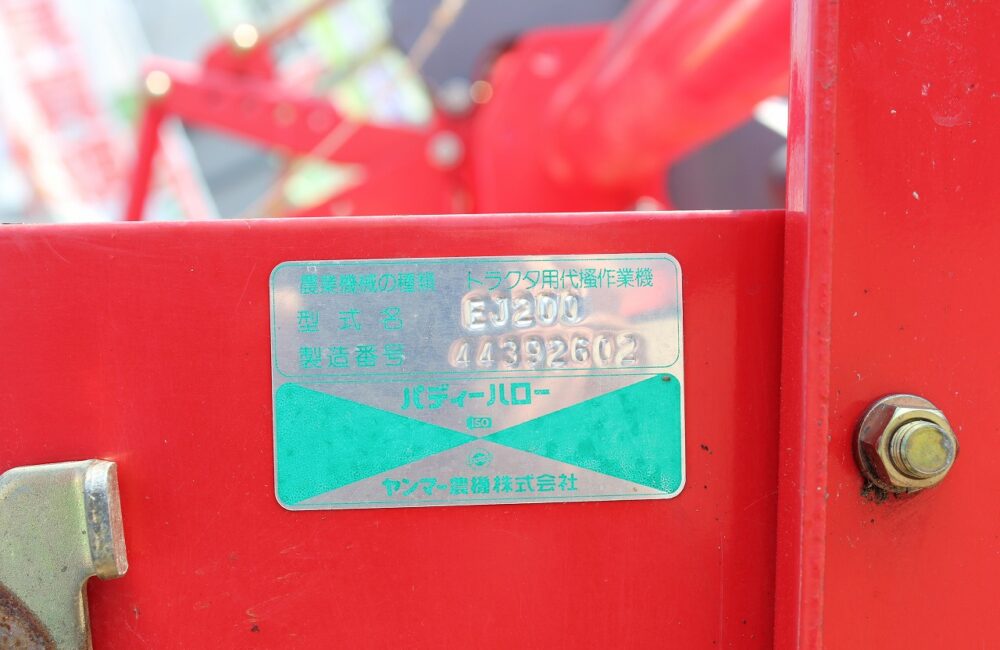 農業機械の種類 トラクタ用代掻作業機
型式名 EJ200
製造番号 44392602
パディーハロー
ISO
ヤンマー農機株式会社